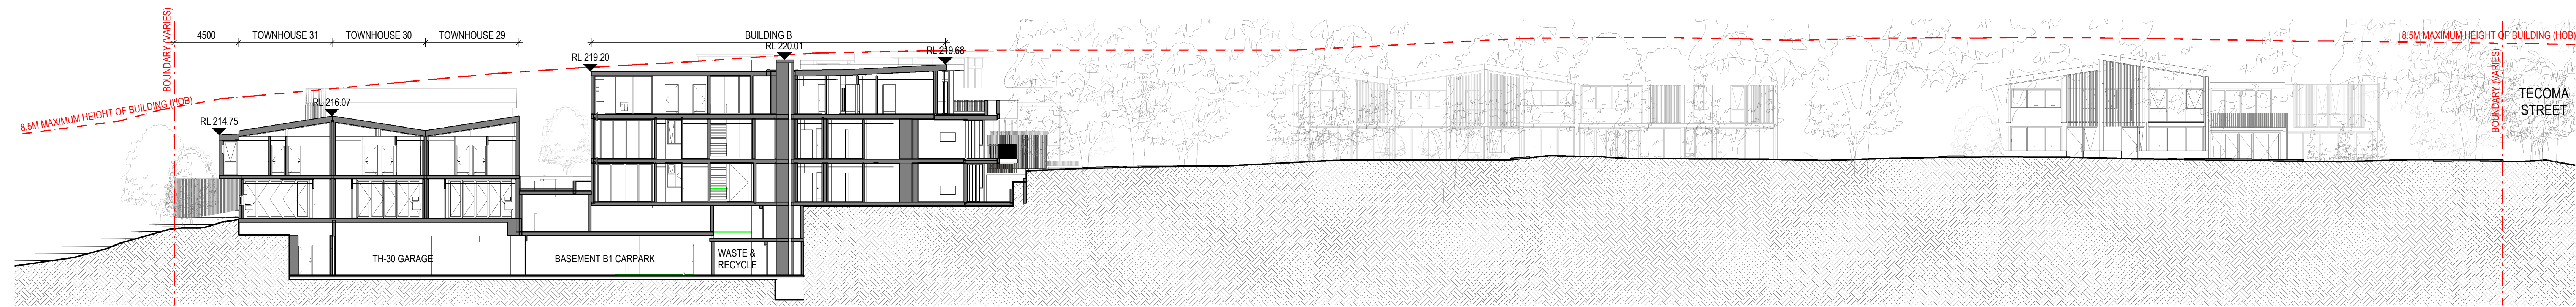 BOUNDARY (VARIES)
4500
TOWNHOUSE 31
TOWNHOUSE 30
TOWNHOUSE 29
BUILDING B
RL 220.01
RL 219.20
RL 219.68
8.5M MAXIMUM HEIGHT OF BUILDING (HOB)
RL 216.07
RL 214.75
8.5M MAXIMUM HEIGHT OF BUILDING (HOB)
BOUNDARY (VARIES)
TECOMA
STREET
TH-30 GARAGE
BASEMENT B1 CARPARK
WASTE &
RECYCLE